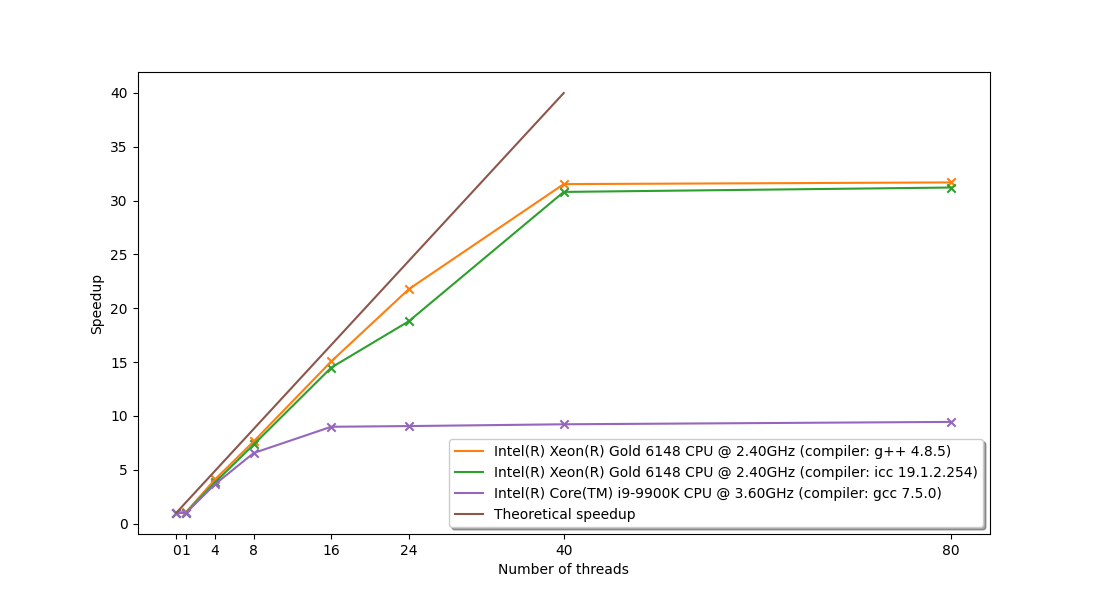 40
35
30
25
20
15
10
5
0
Speedup
Intel(R) Xeon(R) Gold 6148 CPU @ 2.40GHz (compiler: g++ 4.8.5)
Intel(R) Xeon(R) Gold 6148 CPU @ 2.40GHz (compiler: icc 19.1.2.254)
Intel(R) Core(TM) i9-9900K CPU @ 3.60GHz (compiler: gcc 7.5.0)
Theoretical speedup
0 1 4 8 16 24 40 80
Number of threads